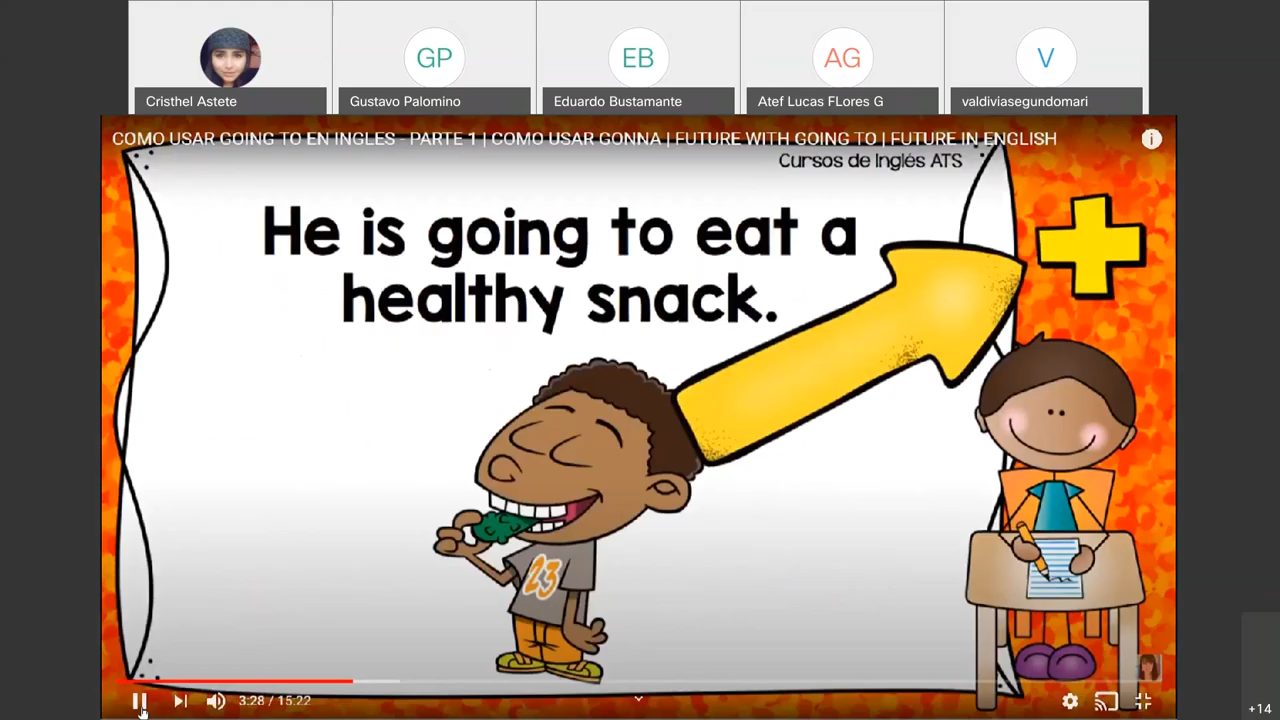 GP
EB
AG
V
Cristhel Astete
Gustavo Palomino
Eduardo Bustamante
Atef Lucas FLores G
valdiviasegundomari
COMO USAR GOING TO EN INGLES - PARTE 1 | COMO USAR GONNA | FUTURE WITH GOING TO | FUTURE IN ENGLISH
Cursos de Inglés ATS
He is going to eat a
healthy snack.
23
3:28 / 15:22
+14